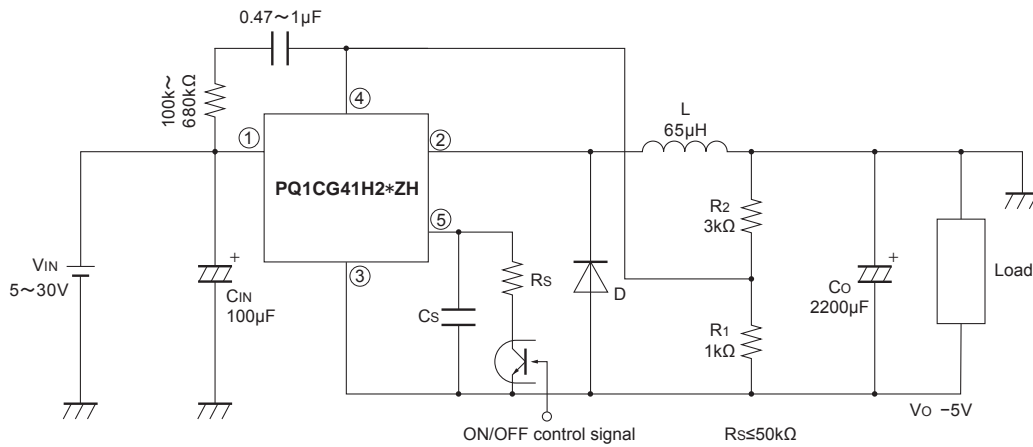 0.47～1μF
100k～
680kΩ
④
①
②
L
65μH
PQ1CG41H2*ZH
⑤
③
R2
3kΩ
RS
VIN
5～30V
+
CIN
100μF
CS
D
R1
1kΩ
+
CO
2200μF
Load
ON/OFF control signal
RS≤50kΩ
VO −5V